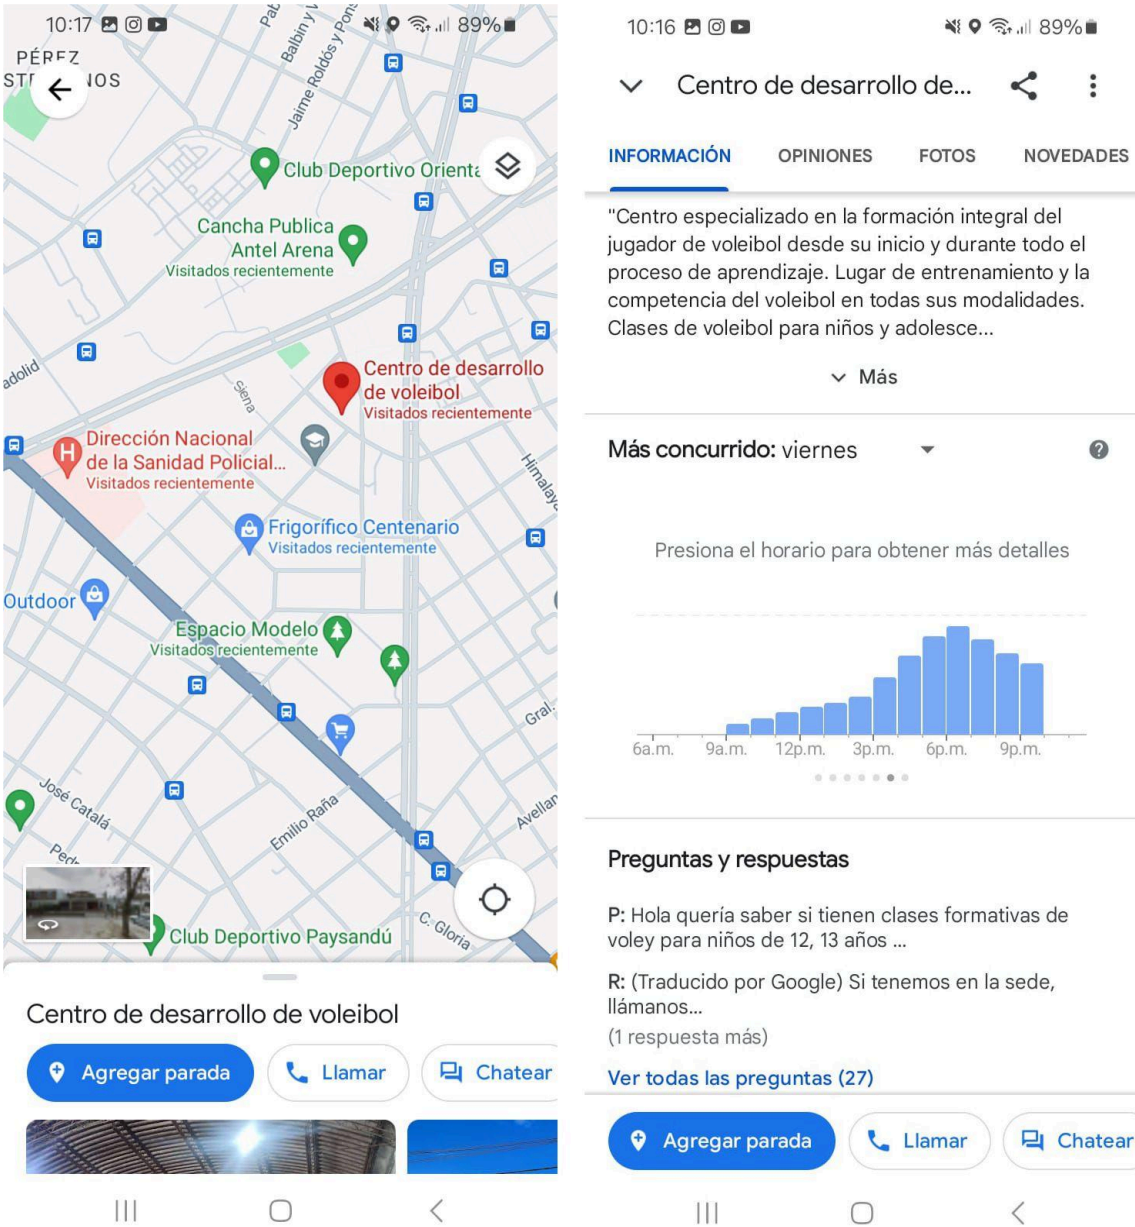 10:17
89%
PÉREZ
Club Deportivo Orienta
Cancha Publica
Antel Arena
Visitados recientemente
Jaime Roldós y Pons
Balbín y V
adolid
Siena
Centro de desarrollo
de voleibol
Visitados recientemente
H
Dirección Nacional
de la Sanidad Policial...
Visitados recientemente
Himalaya
Frigorífico Centenario
Visitados recientemente
Outdoor
Espacio Modelo
Visitados recientemente
Gral.
José Catalá
Emilio Raña
Avellan
Pedr
C. Gloria
Club Deportivo Paysandú
Centro de desarrollo de voleibol
Agregar parada
Llamar
Chatear
10:16
89%
Centro de desarrollo de...
INFORMACIÓN OPINIONES FOTOS NOVEDADES
"Centro especializado en la formación integral del
jugador de voleibol desde su inicio y durante todo el
proceso de aprendizaje. Lugar de entrenamiento y la
competencia del voleibol en todas sus modalidades.
Clases de voleibol para niños y adolesce...
Más
Más concurrido: viernes
Presiona el horario para obtener más detalles
6a.m. 9a.m. 12p.m. 3p.m. 6p.m. 9p.m.
Preguntas y respuestas
P: Hola quería saber si tienen clases formativas de
voley para niños de 12, 13 años ...
R: (Traducido por Google) Si tenemos en la sede,
llámanos...
(1 respuesta más)
Ver todas las preguntas (27)
Agregar parada
Llamar
Chatear